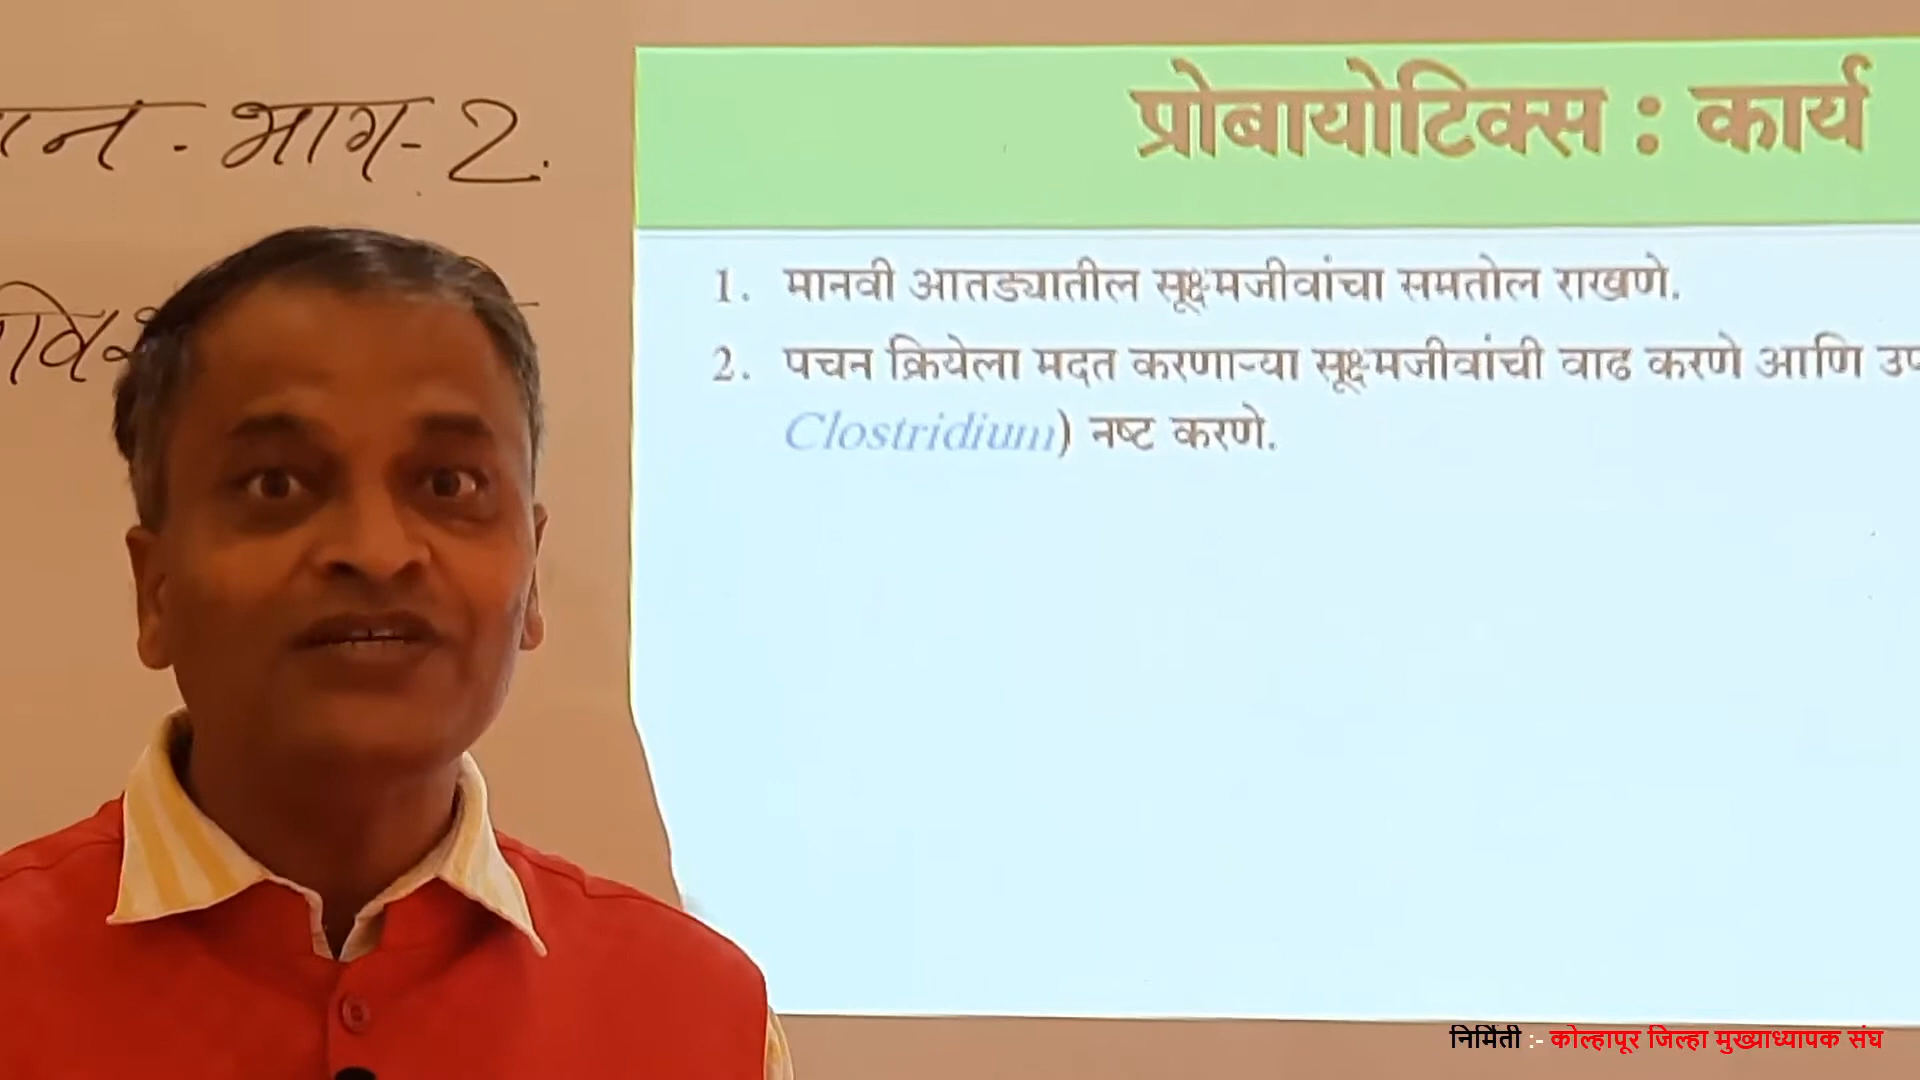 भाग - 2.
प्रोबायोटिक्स : कार्य
1. मानवी आतड्यातील सूक्ष्मजीवांचा समतोल राखणे.
2. पचन क्रियेला मदत करणाऱ्या सूक्ष्मजीवांची वाढ करणे आणि
Clostridium) नष्ट करणे.
निर्मिती :- कोल्हापूर जिल्हा मुख्याध्यापक संघ